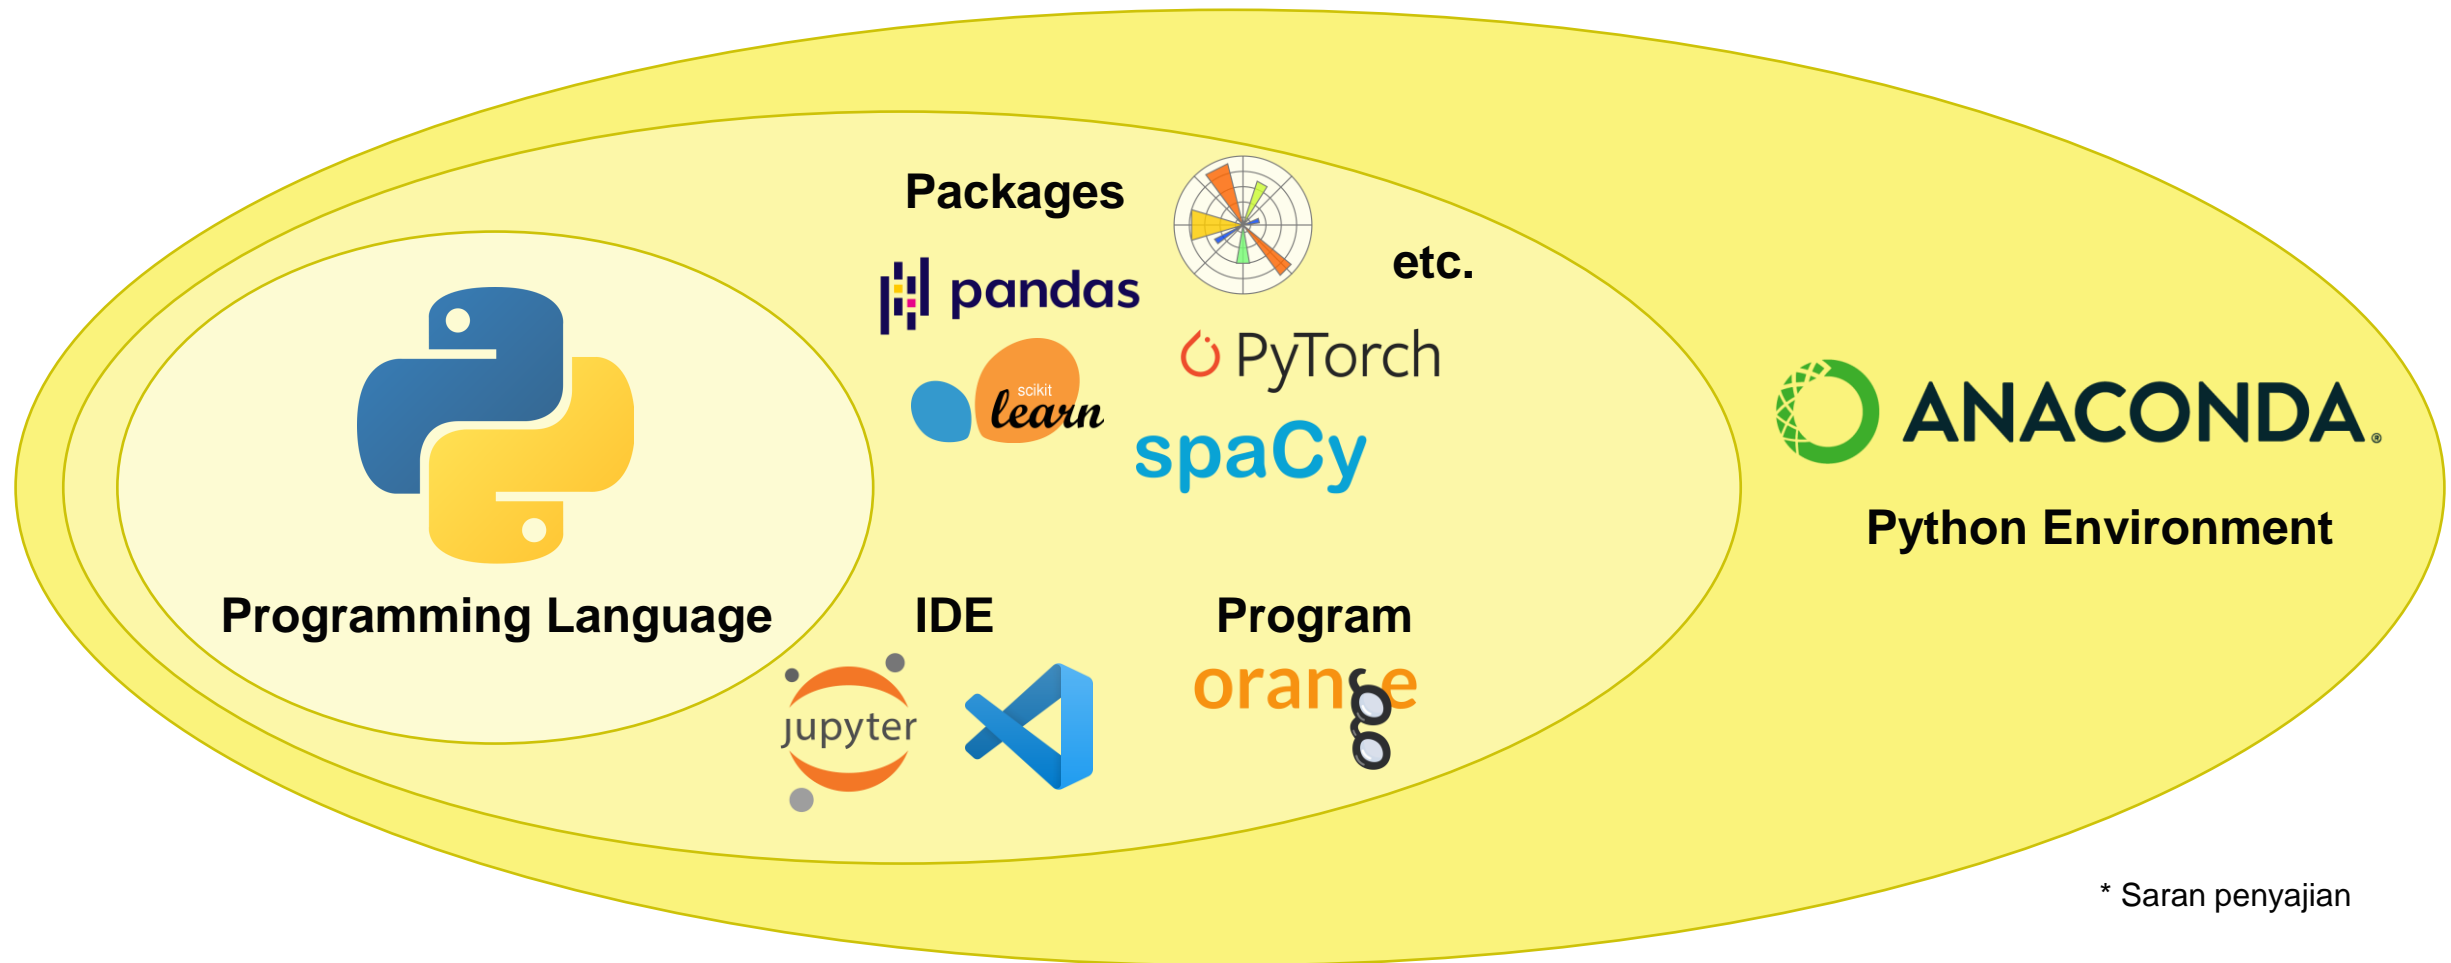 Packages
etc.
pandas
PyTorch
scikit
learn
spaCy
ANACONDA®
Python Environment
Programming Language
IDE
Program
jupyter
orange
* Saran penyajian